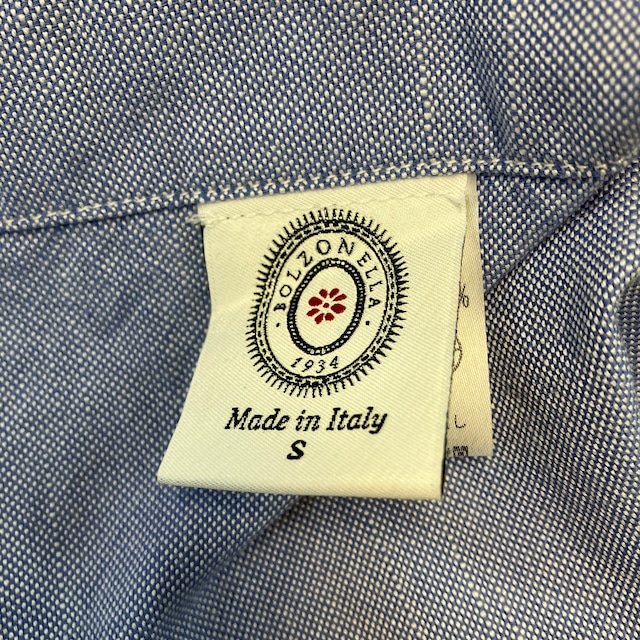 BOLZONELLA
1934
Made in Italy
S
%
L